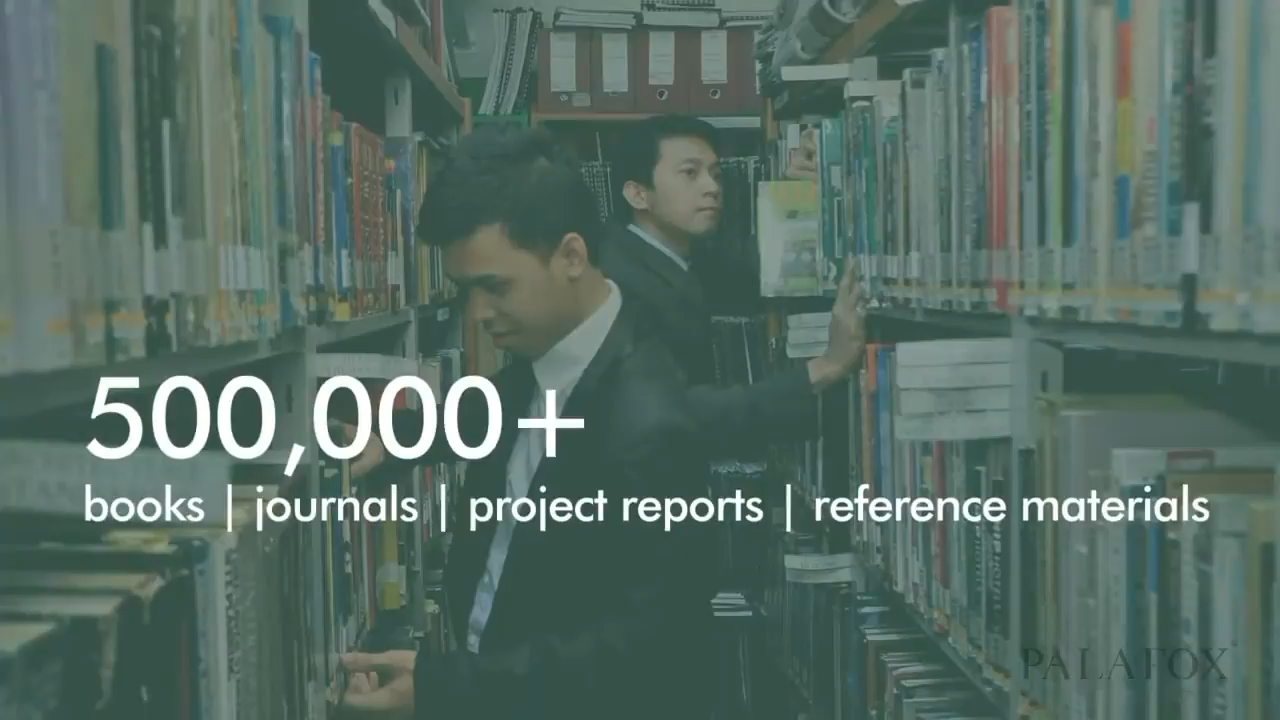 500,000+
books | journals | project reports | reference materials
PALAFOX